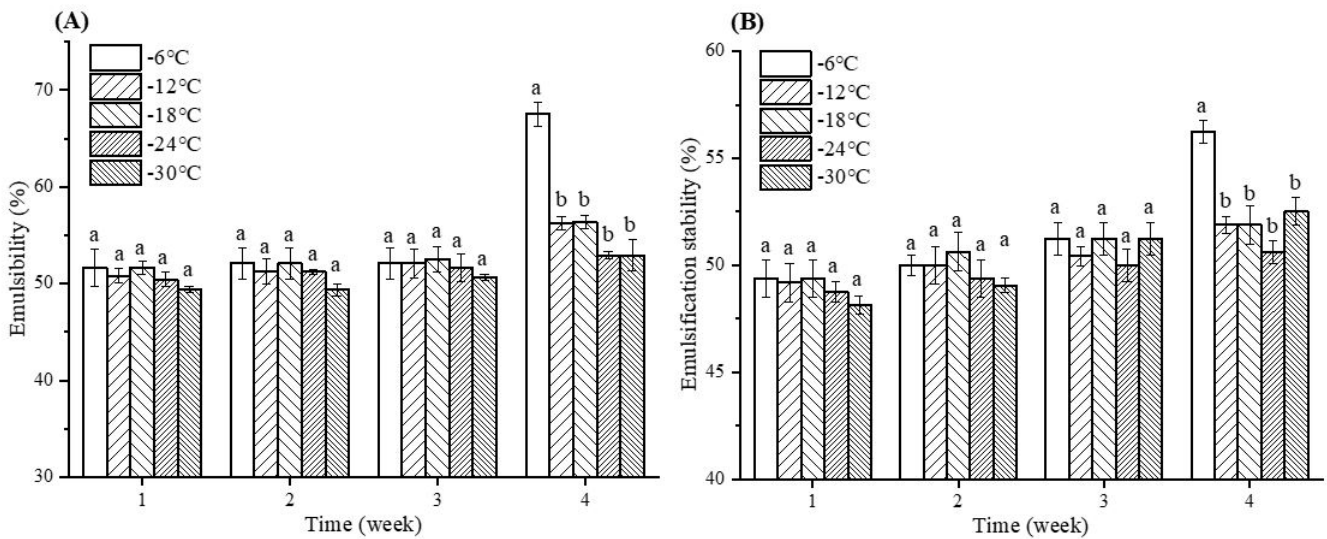 (A)
-6°C
-12°C
-18°C
-24°C
-30°C
Emulsibility (%)
70
60
50
40
30
a a a a a
a a a a a
a a a a a
a b b b b
1 2 3 4
Time (week)
(B)
-6°C
-12°C
-18°C
-24°C
-30°C
Emulsification stability (%)
60
55
50
45
40
a a a a a
a a a a a
a a a a a
a b b b b
1 2 3 4
Time (week)